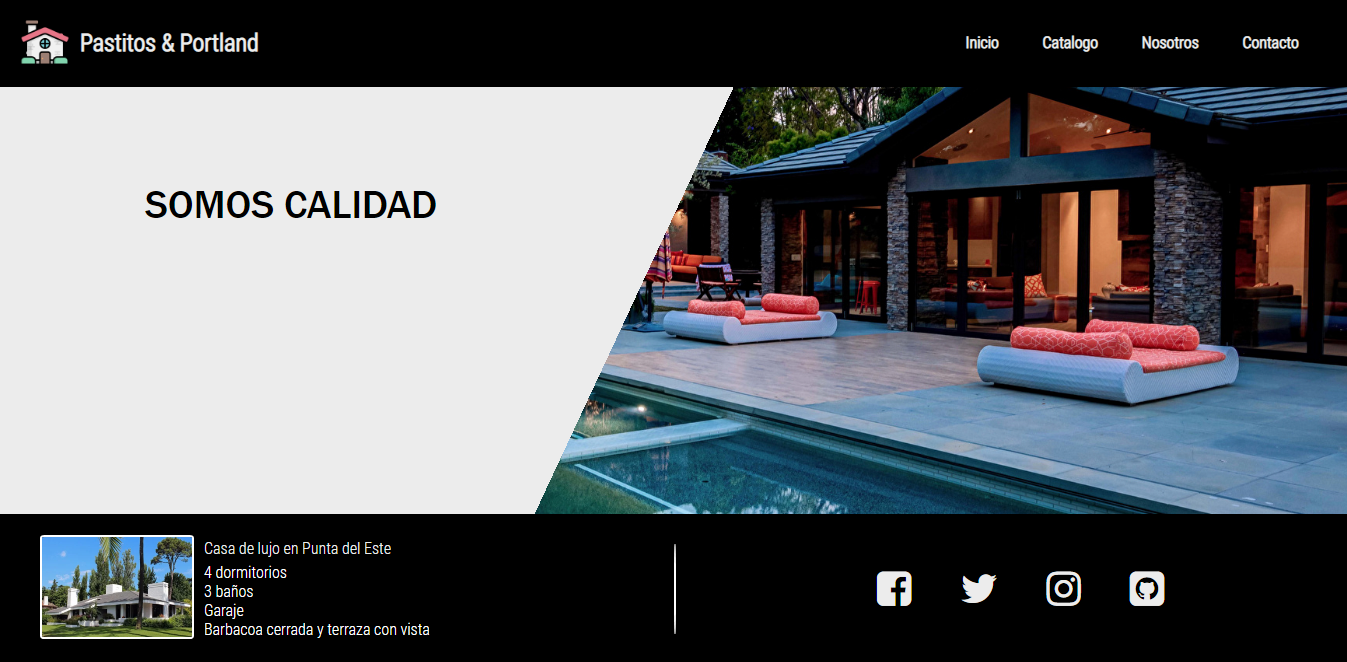 Pastitos & Portland
Inicio
Catalogo
Nosotros
Contacto
SOMOS CALIDAD
Casa de lujo en Punta del Este
4 dormitorios
3 baños
Garaje
Barbacoa cerrada y terraza con vista